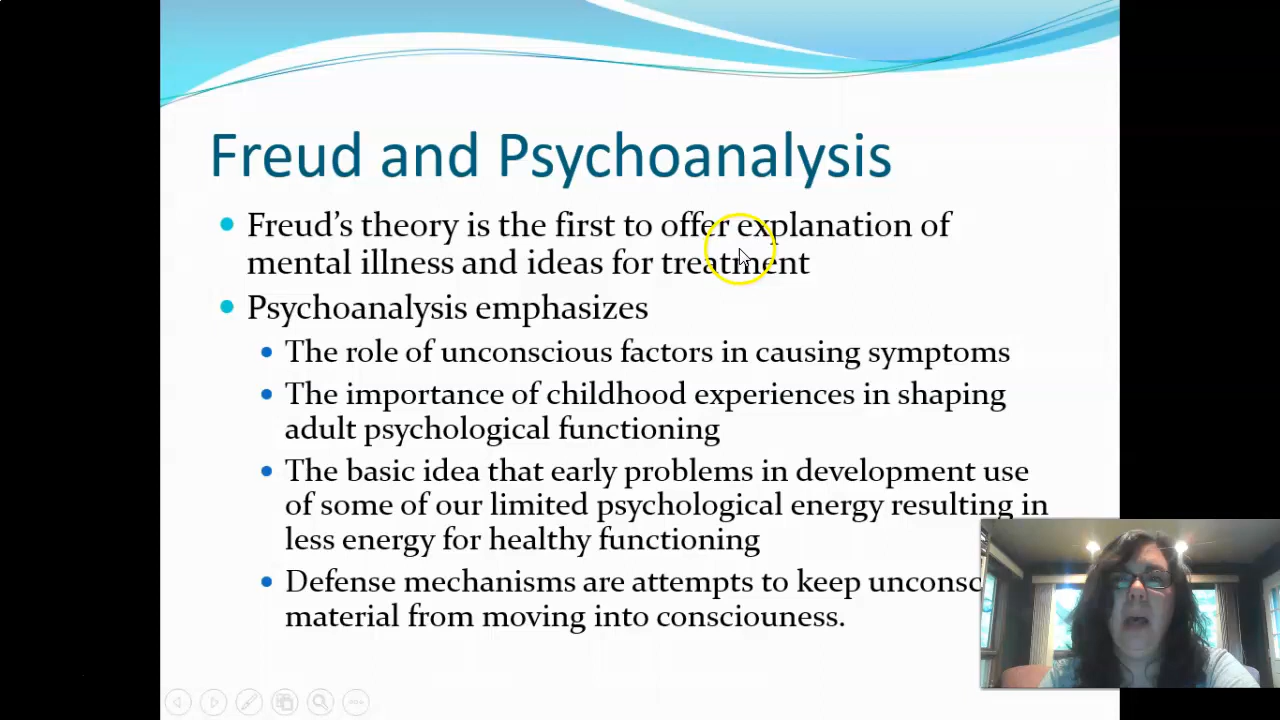 Freud and Psychoanalysis
Freud's theory is the first to offer explanation of
mental illness and ideas for treatment
Psychoanalysis emphasizes
The role of unconscious factors in causing symptoms
The importance of childhood experiences in shaping
adult psychological functioning
The basic idea that early problems in development use
of some of our limited psychological energy resulting in
less energy for healthy functioning
Defense mechanisms are attempts to keep unconsc
material from moving into consciouness.